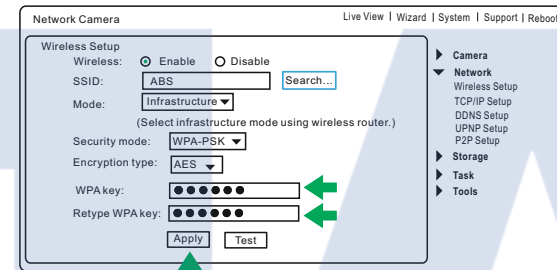 Network Camera
Live View | Wizard | System | Support | Reboot
Wireless Setup
Wireless: Enable Disable
SSID: ABS Search...
Mode: Infrastructure
(Select infrastructure mode using wireless router.)
Security mode: WPA-PSK
Encryption type: AES
WPA key:
Retype WPA key:
Apply Test
Camera
Network
Wireless Setup
TCP/IP Setup
DDNS Setup
UPNP Setup
P2P Setup
Storage
Task
Tools